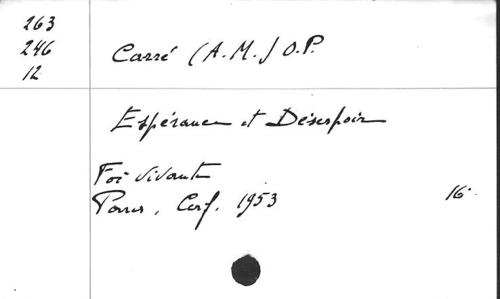 263
246
12
Carré (A.M.) O.P.
Espérance et Désespoir
Foi vivante
Paris, Cerf. 1953 16°